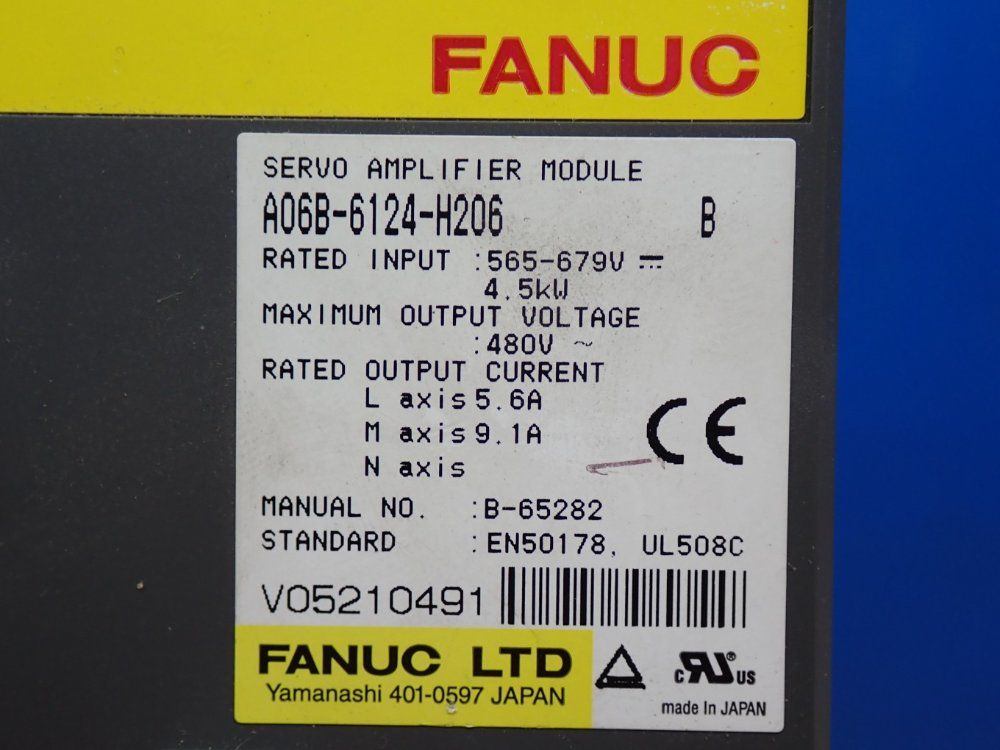 FANUC
SERVO AMPLIFIER MODULE
A06B-6124-H206 B
RATED INPUT :565-679V ⎓
4.5kW
MAXIMUM OUTPUT VOLTAGE
:480V ~
RATED OUTPUT CURRENT
L axis 5.6A
M axis 9.1A
N axis
CE
MANUAL NO. :B-65282
STANDARD :EN50178, UL508C
V05210491
FANUC LTD
Yamanashi 401-0597 JAPAN
c RU ® US
made In JAPAN